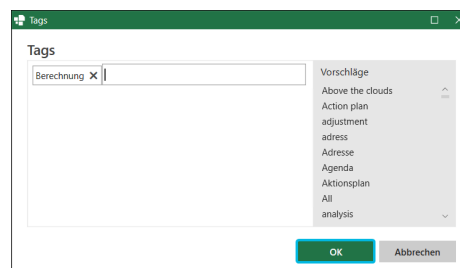 Tags
Tags
Berechnung
Vorschläge
Above the clouds
Action plan
adjustment
adress
Adresse
Agenda
Aktionsplan
All
analysis
OK
Abbrechen